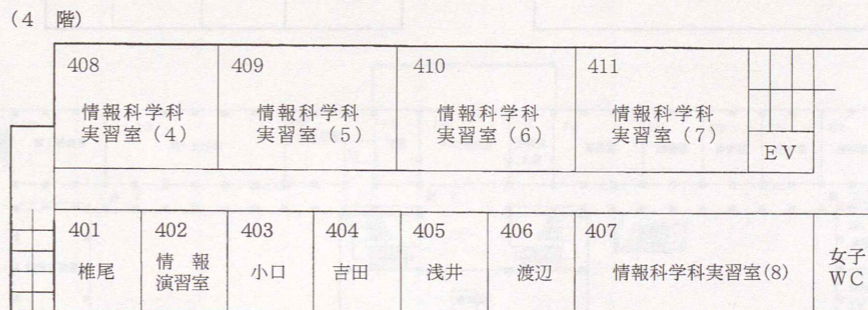 (4 階)
408
情報科学科
実習室(4)
409
情報科学科
実習室(5)
410
情報科学科
実習室(6)
411
情報科学科
実習室(7)
EV
401
椎尾
402
情 報
演習室
403
小口
404
吉田
405
浅井
406
渡辺
407
情報科学科実習室(8)
女子
WC